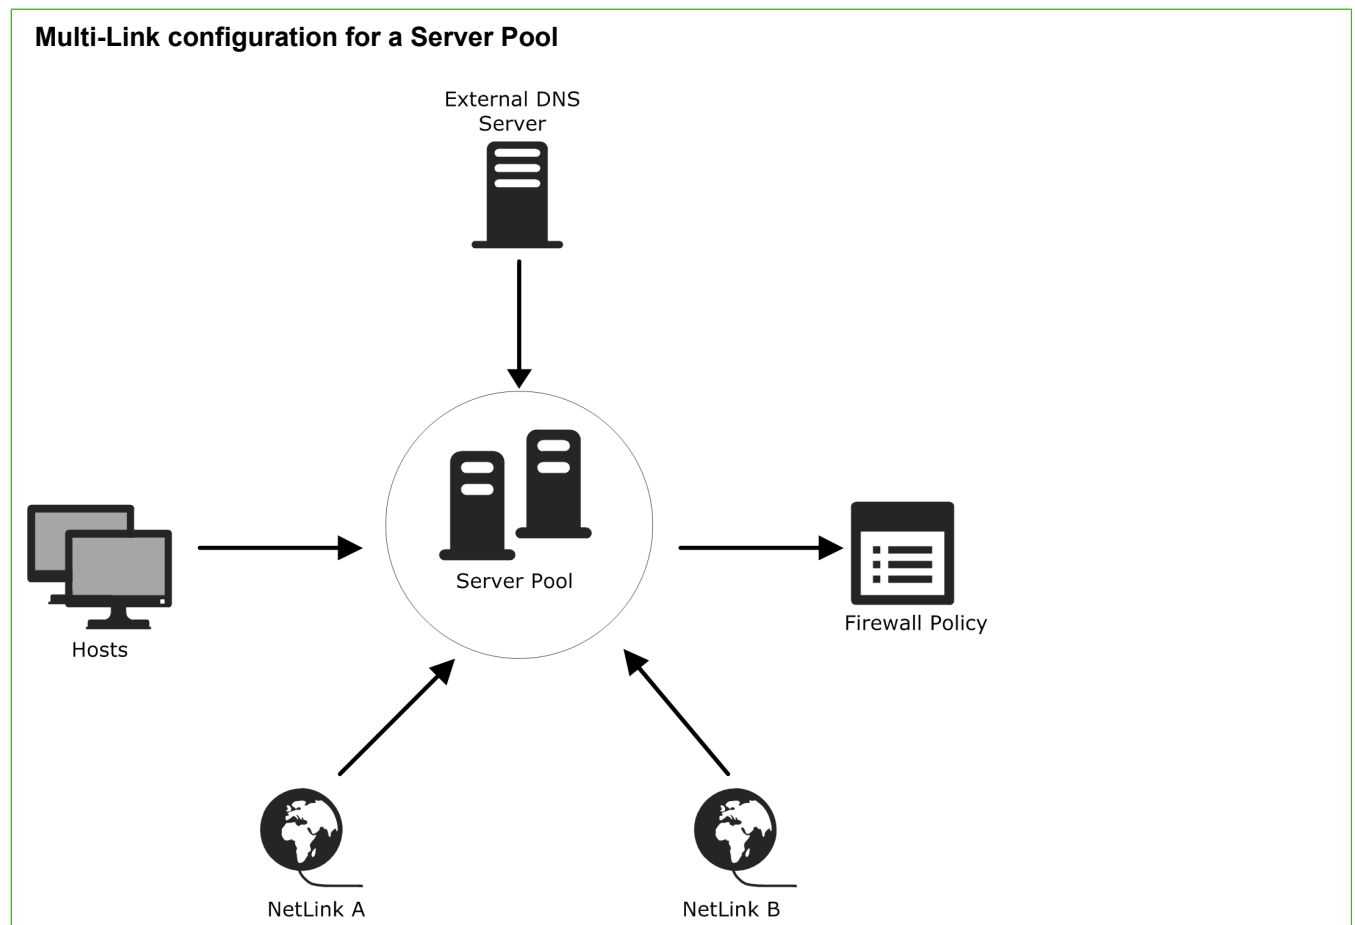 Multi-Link configuration for a Server Pool
External DNS
Server
Server Pool
Hosts
Firewall Policy
NetLink A
NetLink B